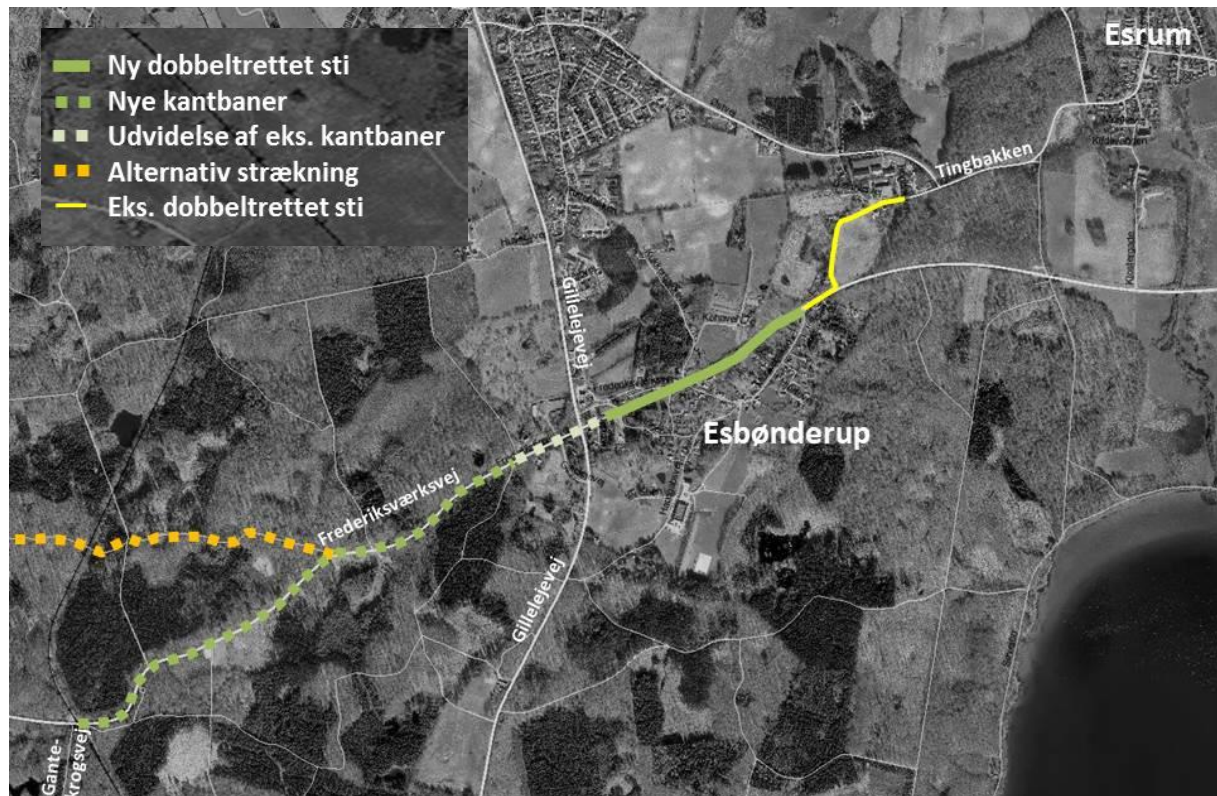 Ny dobbeltrettet sti
Nye kantbaner
Udvidelse af eks. kantbaner
Alternativ strækning
Eks. dobbeltrettet sti
Esrum
Tingbakken
Klostergade
Gillelejevej
Esbønderup
Frederiksværksvej
Gillelejevej
Gante-
krogsvej